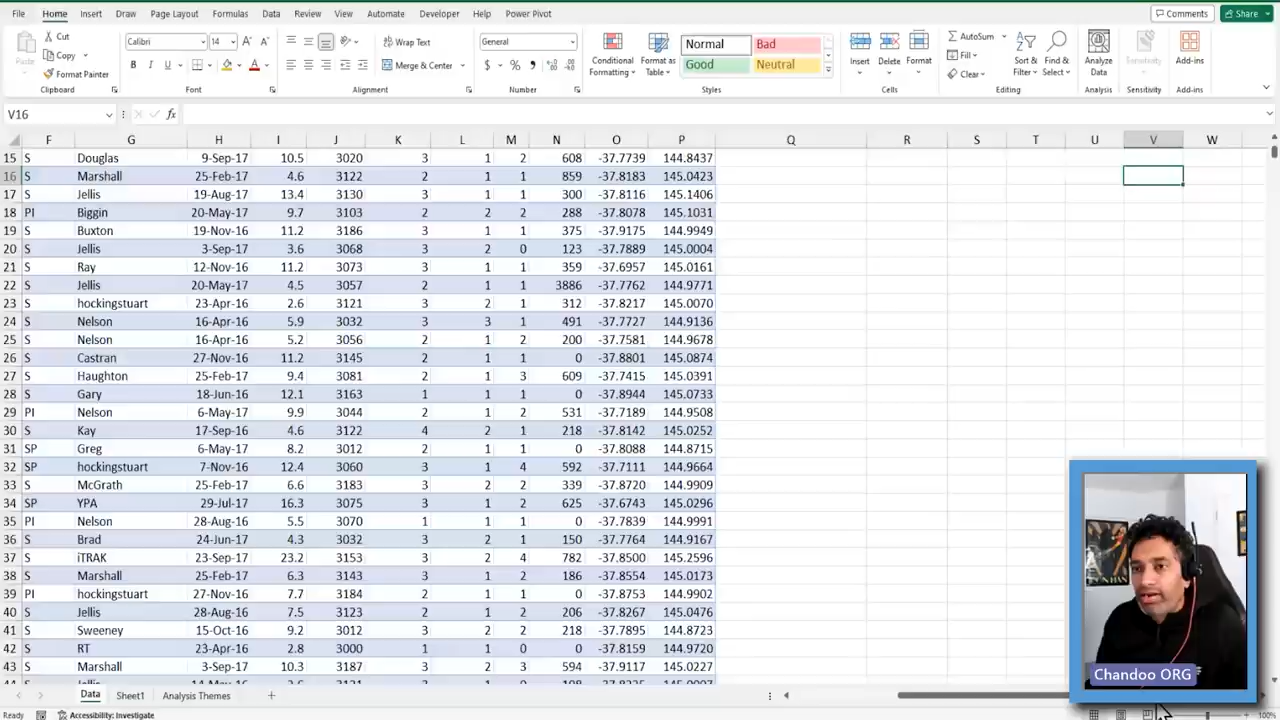 File Home Insert Draw Page Layout Formulas Data Review View Automate Developer Help Power Pivot Comments Share
Cut Calibri 14 Wrap Text General Normal Bad AutoSum
Copy Fill
Paste Format Painter B I U Merge & Center $ % Conditional Formatting Format as Table Good Neutral Insert Delete Format Clear Sort & Filter Find & Select Analyze Data Sensitivity Add-ins
Clipboard Font Alignment Number Styles Cells Editing Analysis Sensitivity Add-ins
V16 fx
F G H I J K L M N O P Q R S T U V W
15 S Douglas 9-Sep-17 10.5 3020 3 1 2 608 -37.7739 144.8437
16 S Marshall 25-Feb-17 4.6 3122 2 1 1 859 -37.8183 145.0423
17 S Jellis 19-Aug-17 13.4 3130 3 1 1 300 -37.8116 145.1406
18 PI Biggin 20-May-17 9.7 3103 2 2 2 288 -37.8078 145.1031
19 S Buxton 19-Nov-16 11.2 3186 3 1 1 375 -37.9175 144.9949
20 S Jellis 3-Sep-17 3.6 3068 3 2 0 123 -37.7889 145.0004
21 S Ray 12-Nov-16 11.2 3073 3 1 1 359 -37.6957 145.0161
22 S Jellis 20-May-17 4.5 3057 2 1 1 3886 -37.7762 144.9771
23 S hockingstuart 23-Apr-16 2.6 3121 3 2 1 312 -37.8217 145.0070
24 S Nelson 16-Apr-16 5.9 3032 3 3 1 491 -37.7727 144.9136
25 S Nelson 16-Apr-16 5.2 3056 2 1 2 200 -37.7581 144.9678
26 S Castran 27-Nov-16 11.2 3145 2 1 1 0 -37.8801 145.0874
27 S Haughton 25-Feb-17 9.4 3081 2 1 3 609 -37.7415 145.0391
28 S Gary 18-Jun-16 12.1 3163 1 1 1 0 -37.8944 145.0733
29 PI Nelson 6-May-17 9.9 3044 2 1 2 531 -37.7189 144.9508
30 S Kay 17-Sep-16 4.6 3122 4 2 1 218 -37.8142 145.0252
31 SP Greg 6-May-17 8.2 3012 2 1 1 0 -37.8088 144.8715
32 SP hockingstuart 7-Nov-16 12.4 3060 3 1 4 592 -37.7111 144.9664
33 S McGrath 25-Feb-17 6.6 3183 2 1 2 339 -37.8720 144.9909
34 SP YPA 29-Jul-17 16.3 3075 3 1 2 625 -37.6743 145.0296
35 PI Nelson 28-Aug-16 5.5 3070 1 1 1 0 -37.7839 144.9991
36 S Brad 24-Jun-17 4.3 3032 3 2 1 150 -37.7764 144.9167
37 S iTRAK 23-Sep-17 23.2 3153 3 2 4 782 -37.8500 145.2596
38 S Marshall 25-Feb-17 6.3 3143 3 1 2 186 -37.8554 145.0173
39 PI hockingstuart 27-Nov-16 7.7 3184 2 1 1 0 -37.8753 144.9902
40 S Jellis 28-Aug-16 7.5 3123 2 1 2 206 -37.8267 145.0476
41 S Sweeney 15-Oct-16 9.2 3012 3 2 2 218 -37.7895 144.8723
42 S RT 23-Apr-16 2.8 3000 1 1 0 0 -37.8159 144.9720
43 S Marshall 3-Sep-17 10.3 3187 3 2 3 594 -37.9117 145.0227
Chandoo ORG
Data Sheet1 Analysis Themes +
Ready Accessibility: Investigate 100%